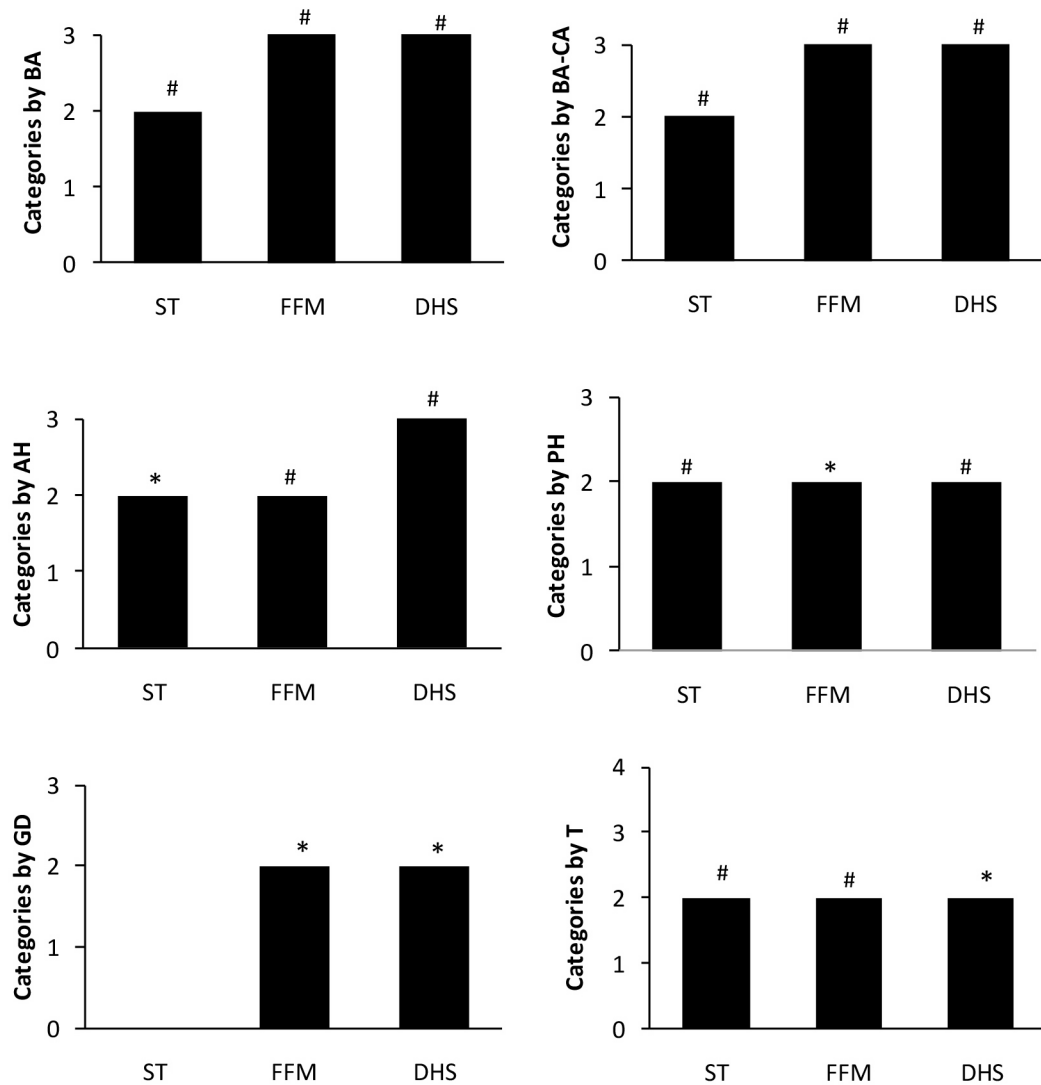 Categories by BA
3
2
1
0
# # #
ST FFM DHS
Categories by BA-CA
3
2
1
0
# # #
ST FFM DHS
Categories by AH
3
2
1
0
* # #
ST FFM DHS
Categories by PH
3
2
1
0
# * #
ST FFM DHS
Categories by GD
3
2
1
0
* *
ST FFM DHS
Categories by T
4
3
2
1
0
# # *
ST FFM DHS